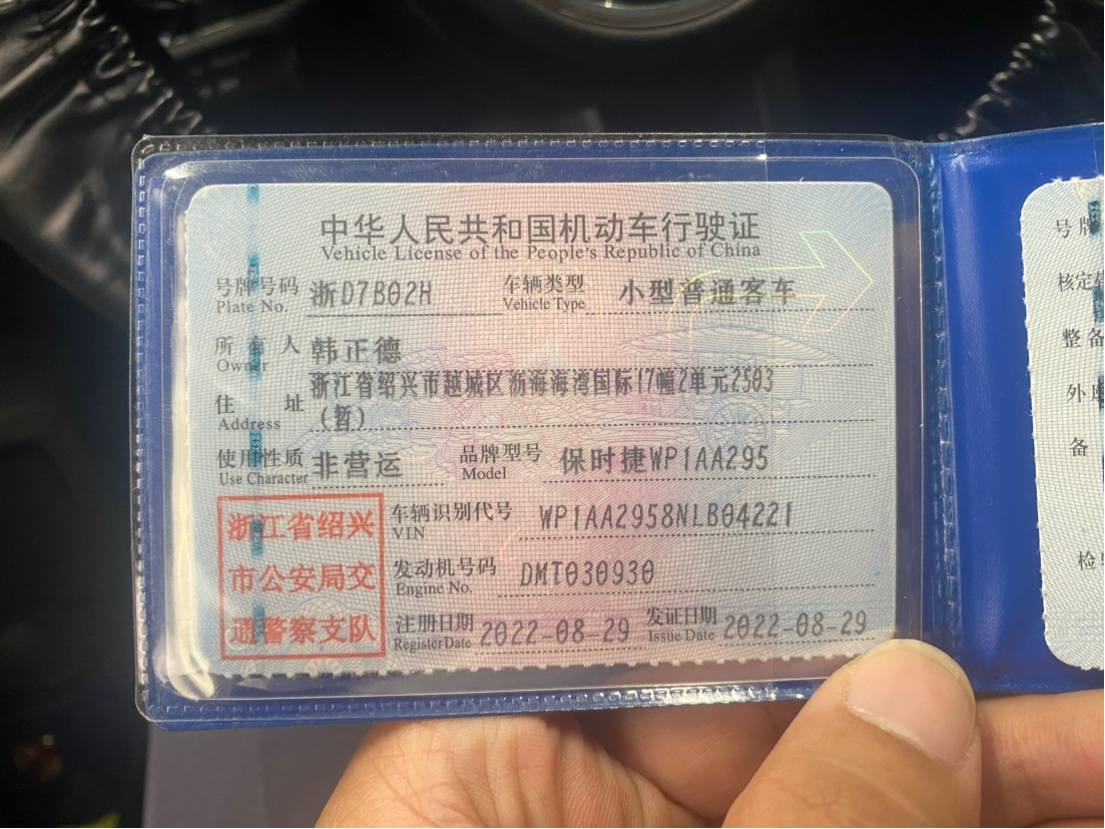 中华人民共和国机动车行驶证
Vehicle License of the People's Republic of China
号牌号码 浙D7B02H 车辆类型 小型普通客车
Plate No. Vehicle Type
所有人 韩正德
Owner
浙江省绍兴市越城区沥海海湾国际17幢2单元2503
住址 (暂)
Address
使用性质 非营运 品牌型号 保时捷WP1AA295
Use Character Model
浙江省绍兴
市公安局交
通警察支队
车辆识别代号 WP1AA2958NLB04221
VIN
发动机号码 DMT030930
Engine No.
注册日期 2022-08-29 发证日期 2022-08-29
Register Date Issue Date
号牌
核定
整备
外
备
检